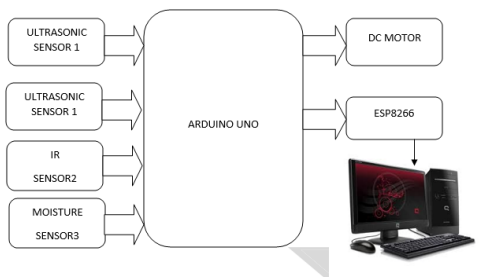 ULTRASONIC
SENSOR 1
ULTRASONIC
SENSOR 1
IR
SENSOR2
MOISTURE
SENSOR3
ARDUINO UNO
DC MOTOR
ESP8266